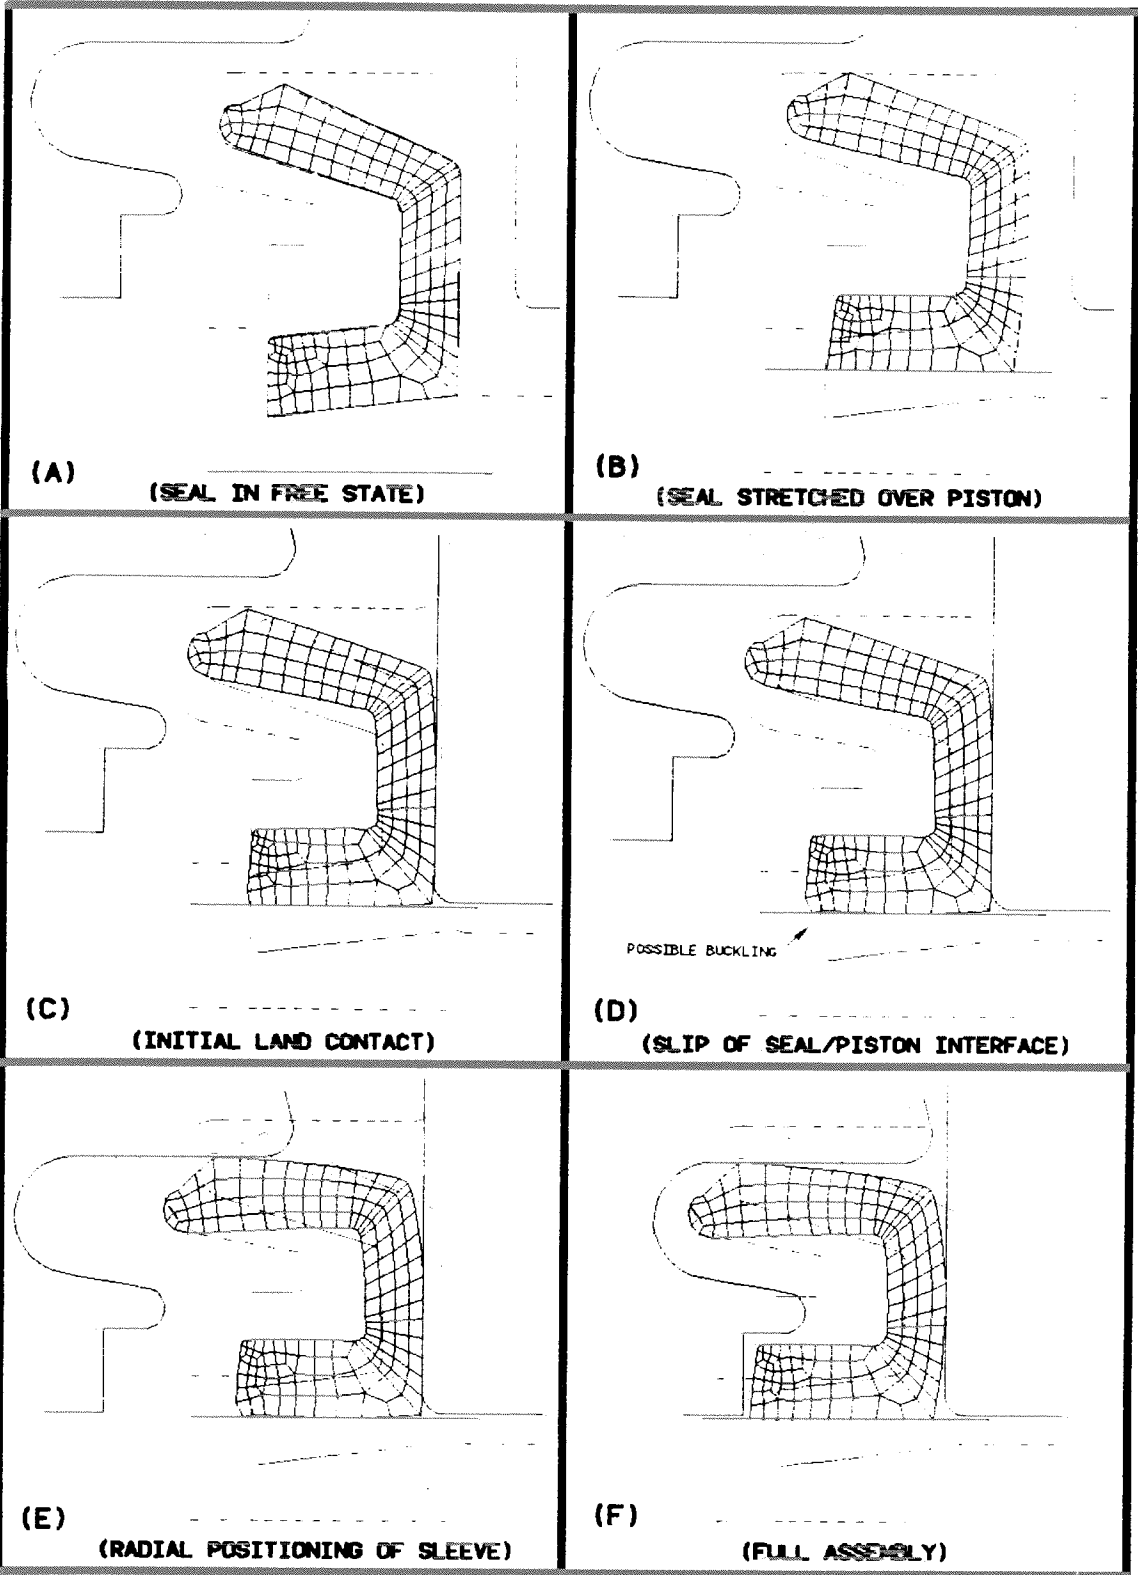 (A)
(SEAL IN FREE STATE)
(B)
(SEAL STRETCHED OVER PISTON)
(C)
(INITIAL LAND CONTACT)
POSSIBLE BUCKLING
(D)
(SLIP OF SEAL/PISTON INTERFACE)
(E)
(RADIAL POSITIONING OF SLEEVE)
(F)
(FULL ASSEMBLY)